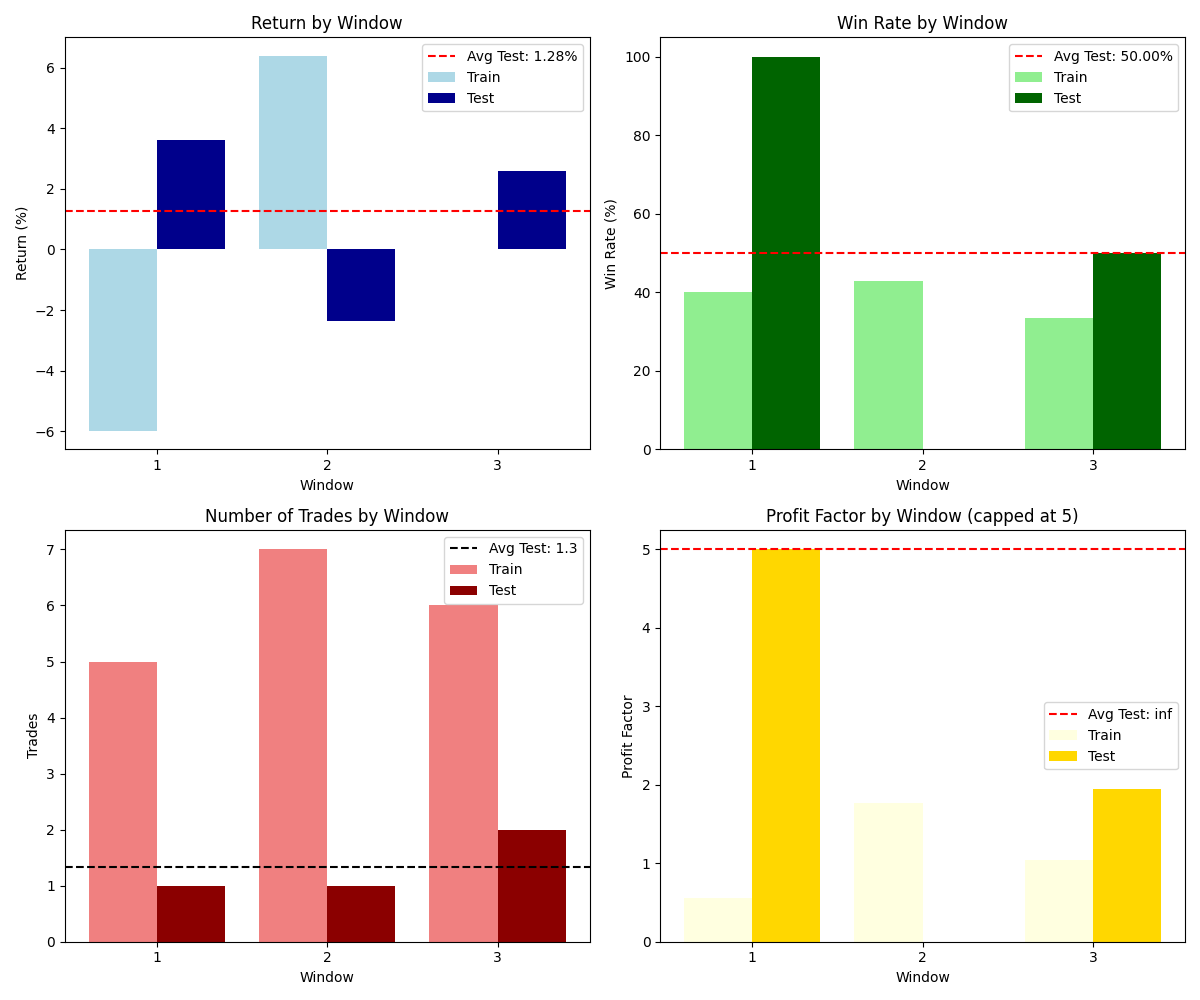 Return by Window
Avg Test: 1.28%
Train
Test
6
4
2
0
−2
−4
−6
Return (%)
1
2
3
Window
Win Rate by Window
Avg Test: 50.00%
Train
Test
100
80
60
40
20
0
Win Rate (%)
1
2
3
Window
Number of Trades by Window
Avg Test: 1.3
Train
Test
7
6
5
4
3
2
1
0
Trades
1
2
3
Window
Profit Factor by Window (capped at 5)
Avg Test: inf
Train
Test
5
4
3
2
1
0
Profit Factor
1
2
3
Window